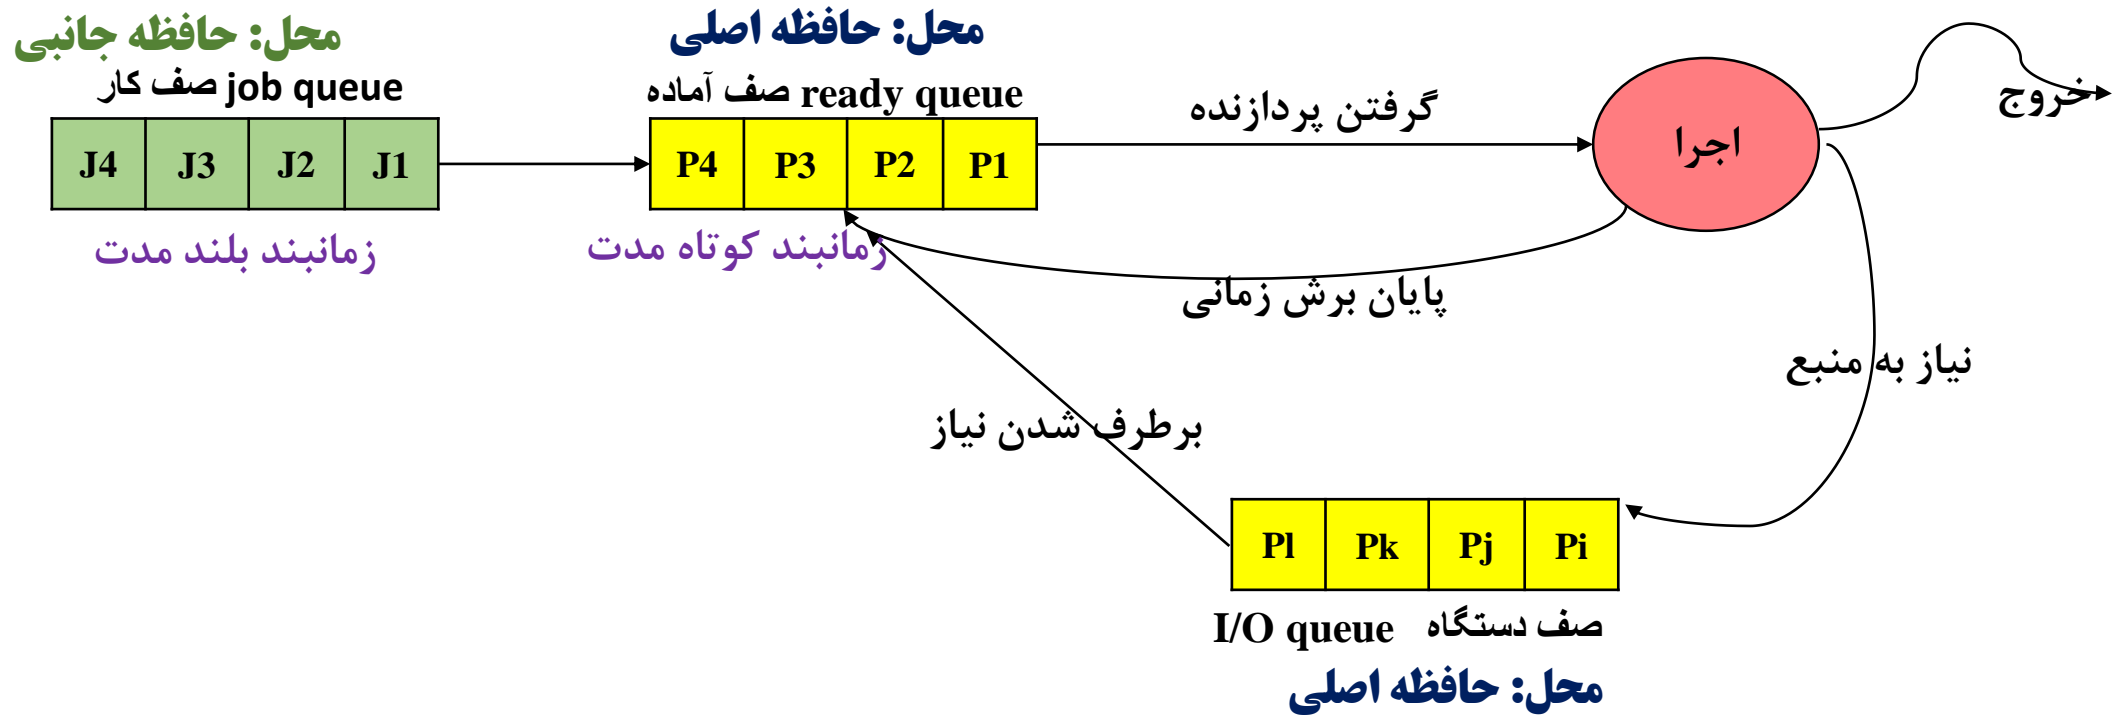 محل: حافظه جانبی
صف کار job queue
J4 J3 J2 J1
زمانبند بلند مدت
محل: حافظه اصلی
صف آماده ready queue
P4 P3 P2 P1
زمانبند کوتاه مدت
گرفتن پردازنده
اجرا
خروج
پایان برش زمانی
نیاز به منبع
برطرف شدن نیاز
Pl Pk Pj Pi
صف دستگاه I/O queue
محل: حافظه اصلی